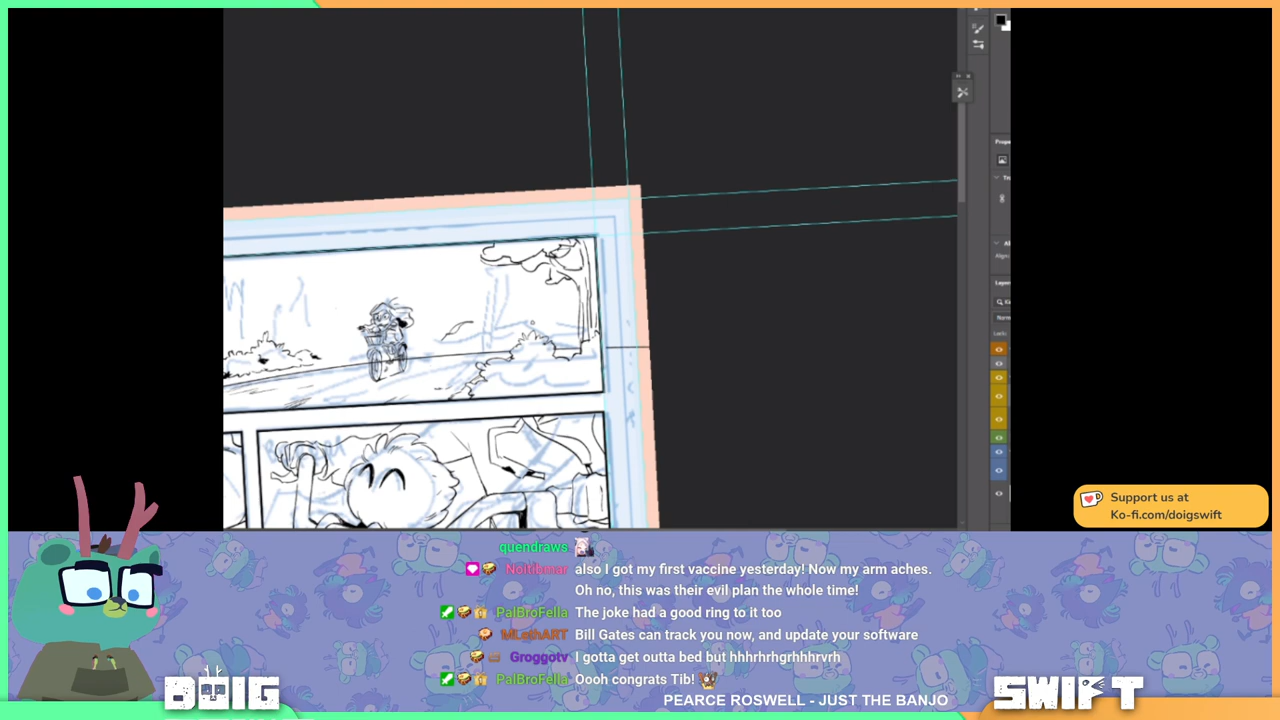 Support us at
Ko-fi.com/doigswift
quendraws
Noltibmar also I got my first vaccine yesterday! Now my arm aches.
Oh no, this was their evil plan the whole time!
PalBroFella The joke had a good ring to it too
MLethART Bill Gates can track you now, and update your software
Groggotv I gotta get outta bed but hhhrhrhgrhhhrvrh
PalBroFella Oooh congrats Tib!
DOIG
SWIFT
PEARCE ROSWELL - JUST THE BANJO